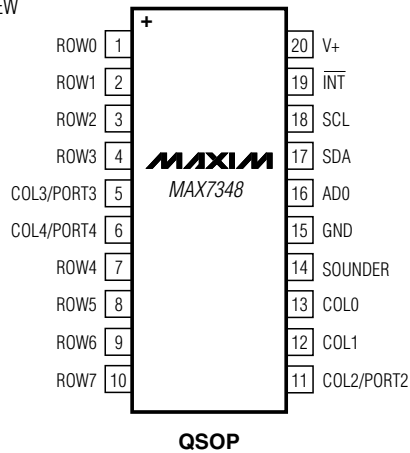 EW
+
ROW0 1 20 V+
ROW1 2 19 INT
ROW2 3 18 SCL
ROW3 4 MAXIM 17 SDA
COL3/PORT3 5 MAX7348 16 AD0
COL4/PORT4 6 15 GND
ROW4 7 14 SOUNDER
ROW5 8 13 COL0
ROW6 9 12 COL1
ROW7 10 11 COL2/PORT2
QSOP